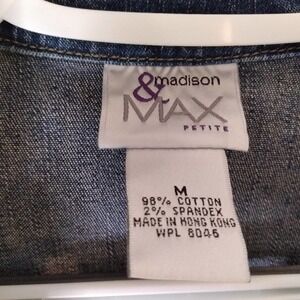 madison
& MAX
PETITE
M
98% COTTON
2% SPANDEX
MADE IN HONG KONG
WPL 8046